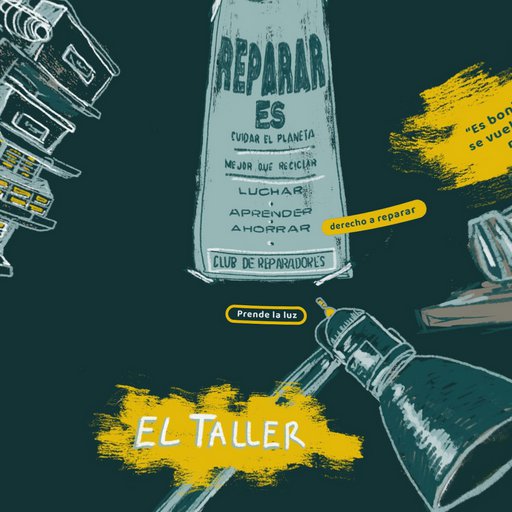 REPARAR
ES
CUIDAR EL PLANETA
MEJOR QUE RECICLAR
LUCHAR
APRENDER
AHORRAR
CLUB DE REPARADORES
derecho a reparar
"Es bon
se vuel
Prende la luz
EL TALLER